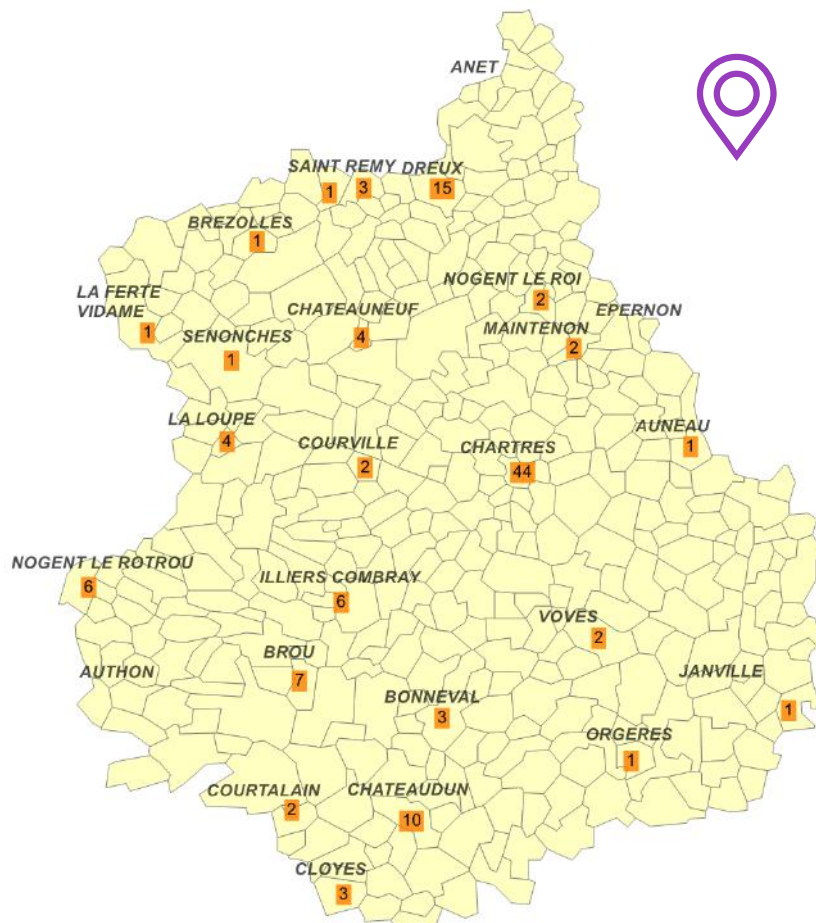 ANET
SAINT REMY DREUX
1 3 15
BREZOLLES
1
NOGENT LE ROI
2
LA FERTE
VIDAME
1
CHATEAUNEUF
4
EPERNON
MAINTENON
2
SENONCHES
1
LA LOUPE
4
COURVILLE
2
CHARTRES
44
AUNEAU
1
NOGENT LE ROTROU
6
ILLIERS COMBRAY
6
VOVES
2
BROU
7
AUTHON
JANVILLE
1
BONNEVAL
3
ORGERES
1
COURTALAIN
2
CHATEAUDUN
10
CLOYES
3